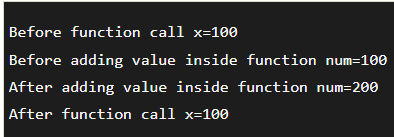 Before function call x=100
Before adding value inside function num=100
After adding value inside function num=200
After function call x=100